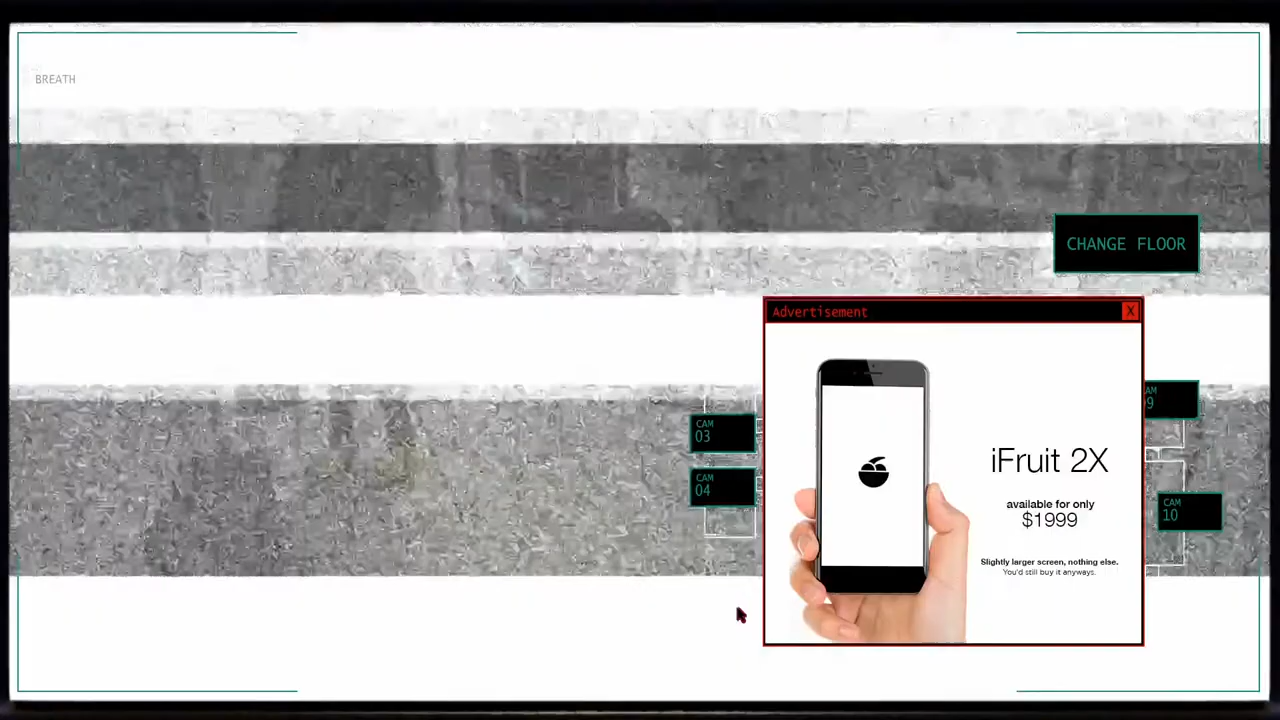 BREATH
CHANGE FLOOR
Advertisement X
CAM
03
CAM
04
9
CAM
10
iFruit 2X
available for only
$1999
Slightly larger screen, nothing else.
You'd still buy it anyways.